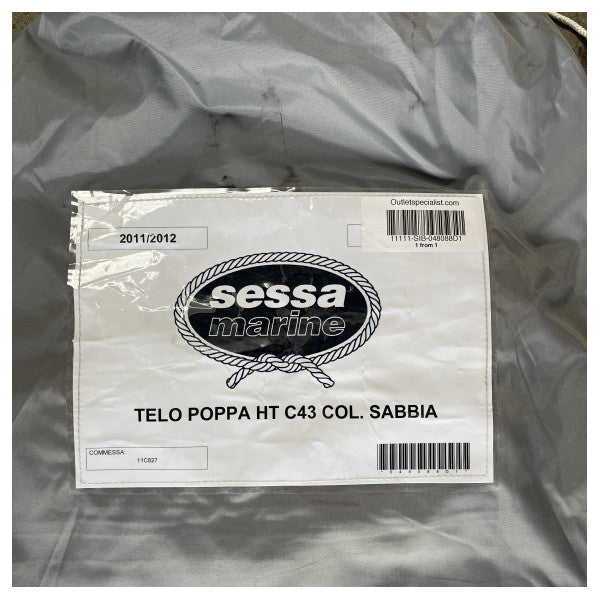 Outletspecialist.com
11111-SIB-048088D1
1 from 1
2011/2012
sessa
marine
TELO POPPA HT C43 COL. SABBIA
COMMESSA:
11C827
*048088D1*